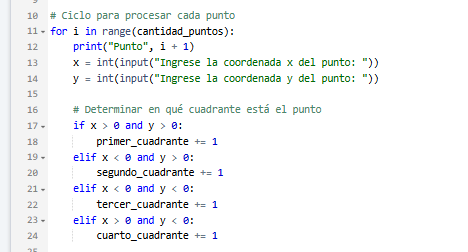 10 # Ciclo para procesar cada punto
11 for i in range(cantidad_puntos):
12     print("Punto", i + 1)
13     x = int(input("Ingrese la coordenada x del punto: "))
14     y = int(input("Ingrese la coordenada y del punto: "))
15
16     # Determinar en qué cuadrante está el punto
17     if x > 0 and y > 0:
18         primer_cuadrante += 1
19     elif x < 0 and y > 0:
20         segundo_cuadrante += 1
21     elif x < 0 and y < 0:
22         tercer_cuadrante += 1
23     elif x > 0 and y < 0:
24         cuarto_cuadrante += 1